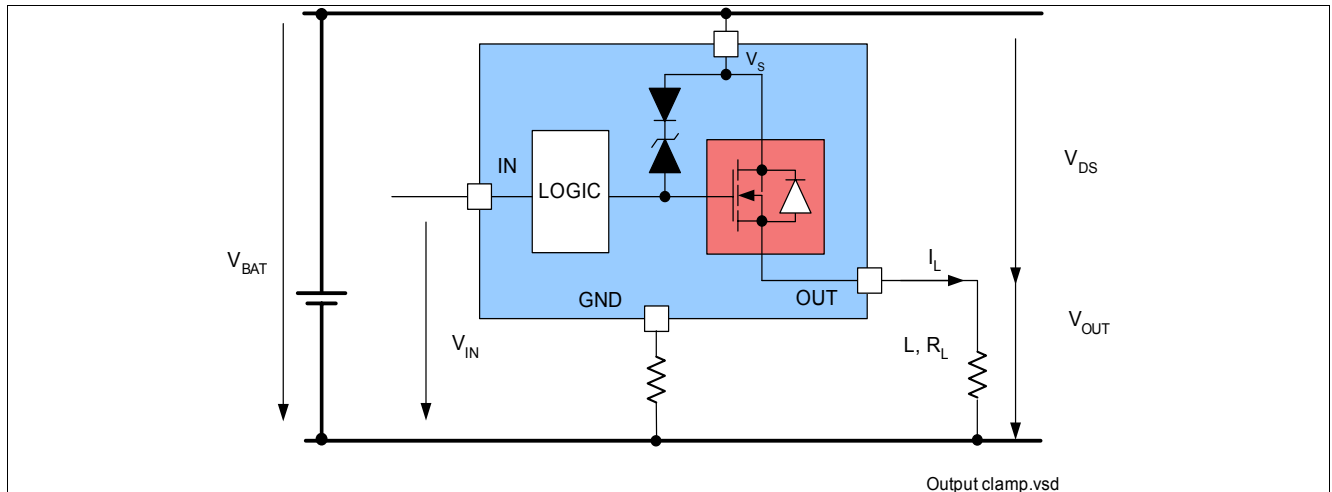 V_S
IN
LOGIC
V_DS
V_BAT
I_L
GND
OUT
V_IN
V_OUT
L, R_L
Output clamp.vsd